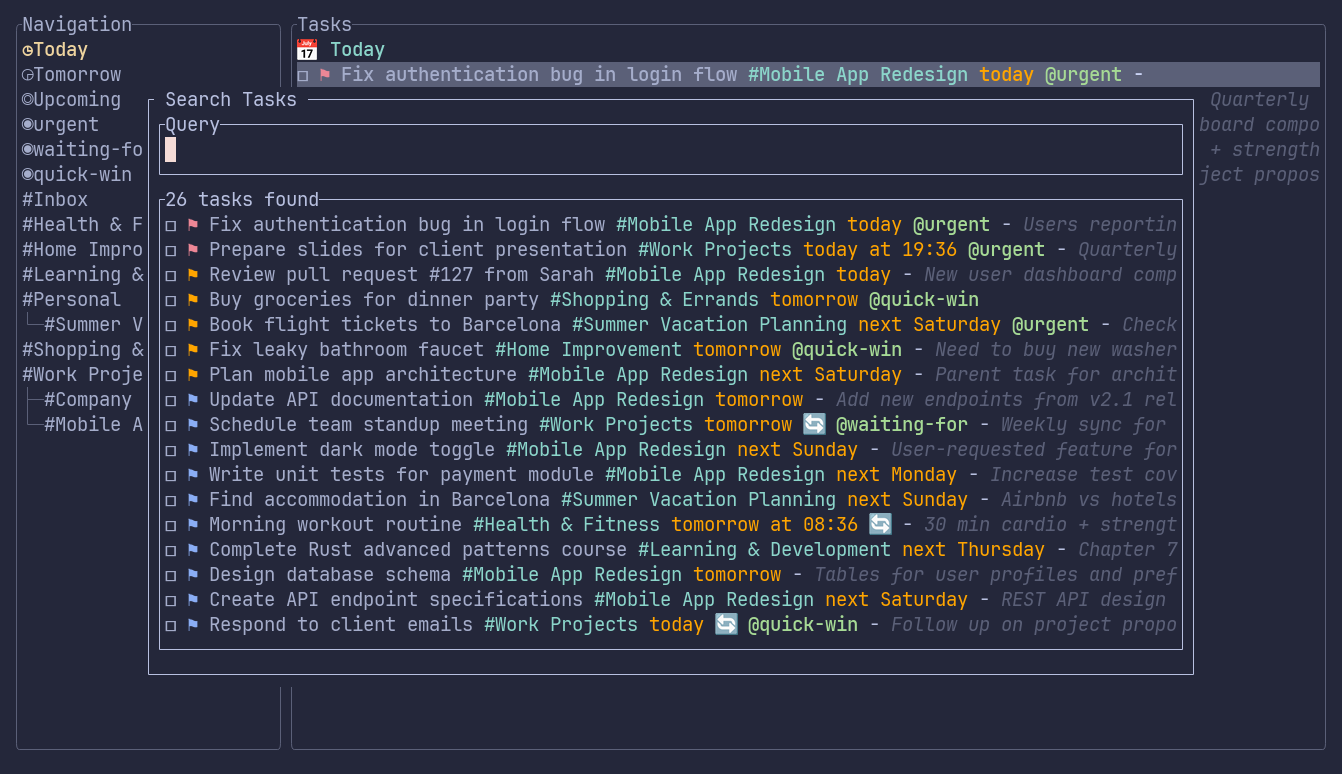 Navigation
Today
Tomorrow
Upcoming
urgent
waiting-fo
quick-win
#Inbox
#Health & F
#Home Impro
#Learning &
#Personal
#Summer V
#Shopping &
#Work Proje
#Company
#Mobile A
Tasks
Today
Fix authentication bug in login flow #Mobile App Redesign today @urgent -
Quarterly
board compo
+ strength
ject propos
Search Tasks
Query
26 tasks found
Fix authentication bug in login flow #Mobile App Redesign today @urgent - Users reportin
Prepare slides for client presentation #Work Projects today at 19:36 @urgent - Quarterly
Review pull request #127 from Sarah #Mobile App Redesign today - New user dashboard comp
Buy groceries for dinner party #Shopping & Errands tomorrow @quick-win
Book flight tickets to Barcelona #Summer Vacation Planning next Saturday @urgent - Check
Fix leaky bathroom faucet #Home Improvement tomorrow @quick-win - Need to buy new washer
Plan mobile app architecture #Mobile App Redesign next Saturday - Parent task for archit
Update API documentation #Mobile App Redesign tomorrow - Add new endpoints from v2.1 rel
Schedule team standup meeting #Work Projects tomorrow 🔄 @waiting-for - Weekly sync for
Implement dark mode toggle #Mobile App Redesign next Sunday - User-requested feature for
Write unit tests for payment module #Mobile App Redesign next Monday - Increase test cov
Find accommodation in Barcelona #Summer Vacation Planning next Sunday - Airbnb vs hotels
Morning workout routine #Health & Fitness tomorrow at 08:36 🔄 - 30 min cardio + strengt
Complete Rust advanced patterns course #Learning & Development next Thursday - Chapter 7
Design database schema #Mobile App Redesign tomorrow - Tables for user profiles and pref
Create API endpoint specifications #Mobile App Redesign next Saturday - REST API design
Respond to client emails #Work Projects today 🔄 @quick-win - Follow up on project propo